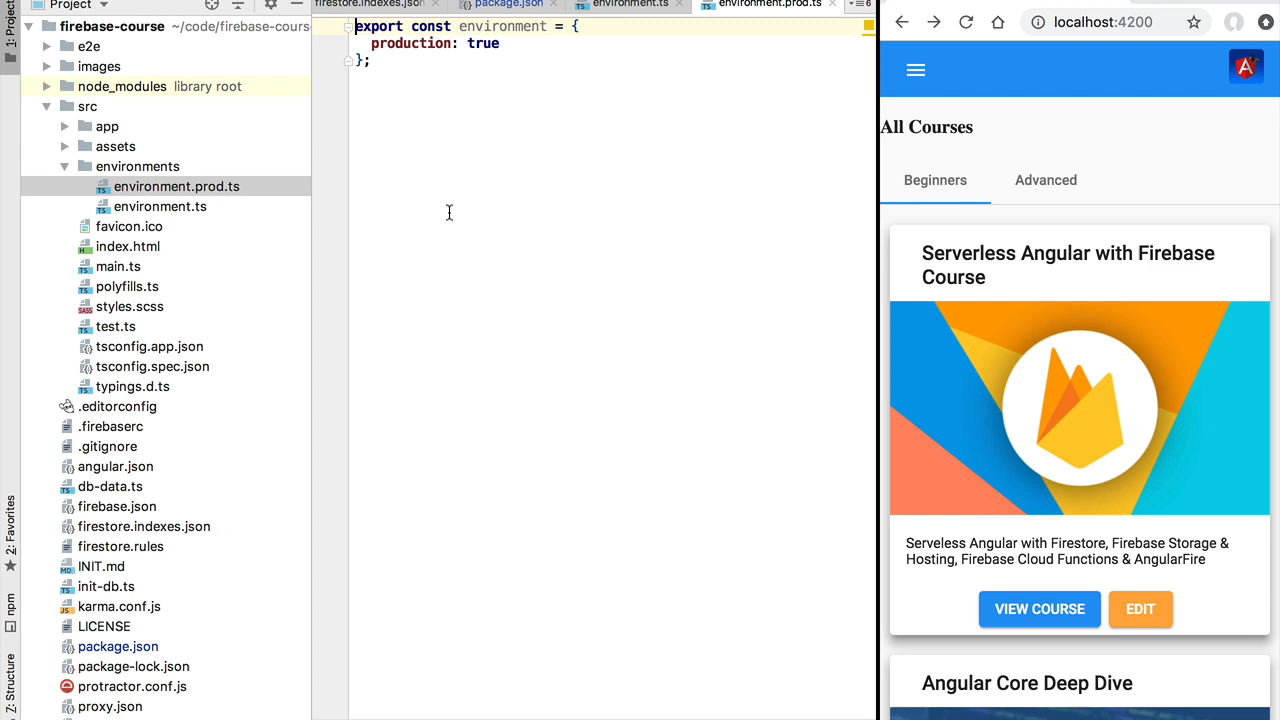 Project
firestore.indexes.json
package.json
environment.ts
environment.prod.ts
6
1: Project
firebase-course ~/code/firebase-cours
e2e
images
node_modules library root
src
app
assets
environments
environment.prod.ts
environment.ts
favicon.ico
index.html
main.ts
polyfills.ts
styles.scss
test.ts
tsconfig.app.json
tsconfig.spec.json
typings.d.ts
.editorconfig
.firebaserc
.gitignore
angular.json
db-data.ts
firebase.json
firestore.indexes.json
firestore.rules
INIT.md
init-db.ts
karma.conf.js
LICENSE
package.json
package-lock.json
protractor.conf.js
proxy.json
2: Favorites
npm
Z: Structure
export const environment = {
production: true
};
localhost:4200
All Courses
Beginners
Advanced
Serverless Angular with Firebase
Course
Serveless Angular with Firestore, Firebase Storage &
Hosting, Firebase Cloud Functions & AngularFire
VIEW COURSE
EDIT
Angular Core Deep Dive